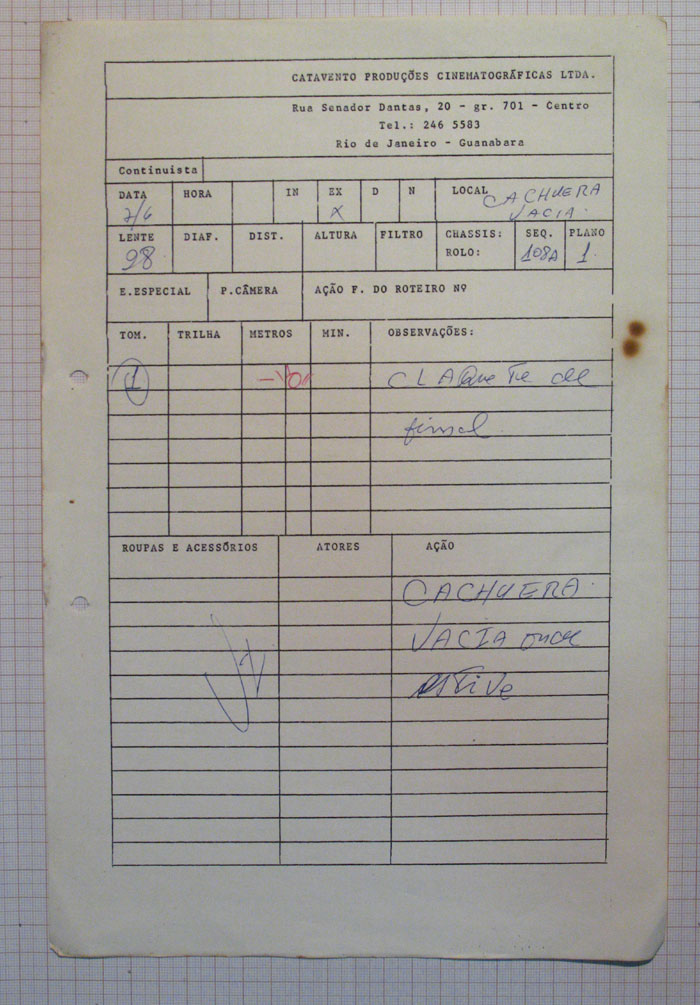 CATAVENTO PRODUÇÕES CINEMATOGRÁFICAS LTDA.
Rua Senador Dantas, 20 - gr. 701 - Centro
Tel.: 246 5583
Rio de Janeiro - Guanabara
Continuista
DATA HORA IN EX D N LOCAL CACHUERA
7/6 X VACIA.
LENTE DIAF. DIST. ALTURA FILTRO CHASSIS: SEQ. PLANO
98 ROLO: 108A 1.
E.ESPECIAL P.CÂMERA AÇÃO F. DO ROTEIRO Nº
TOM. TRILHA METROS MIN. OBSERVAÇÕES:
1 CLAQueTe de
final.
ROUPAS E ACESSÓRIOS ATORES AÇÃO
CACHUERA.
VACIA onde
esTive